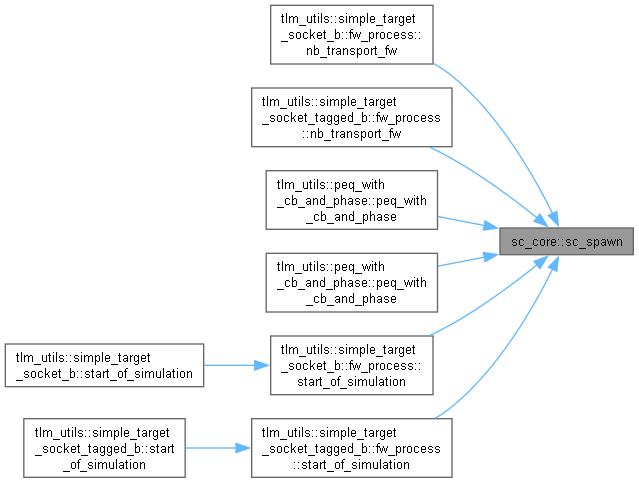 tlm_utils::simple_target
_socket_b::fw_process::
nb_transport_fw
tlm_utils::simple_target
_socket_tagged_b::fw_process
::nb_transport_fw
tlm_utils::peq_with
_cb_and_phase::peq_with
_cb_and_phase
sc_core::sc_spawn
tlm_utils::peq_with
_cb_and_phase::peq_with
_cb_and_phase
tlm_utils::simple_target
_socket_b::start_of_simulation
tlm_utils::simple_target
_socket_b::fw_process::
start_of_simulation
tlm_utils::simple_target
_socket_tagged_b::start
_of_simulation
tlm_utils::simple_target
_socket_tagged_b::fw_process
::start_of_simulation